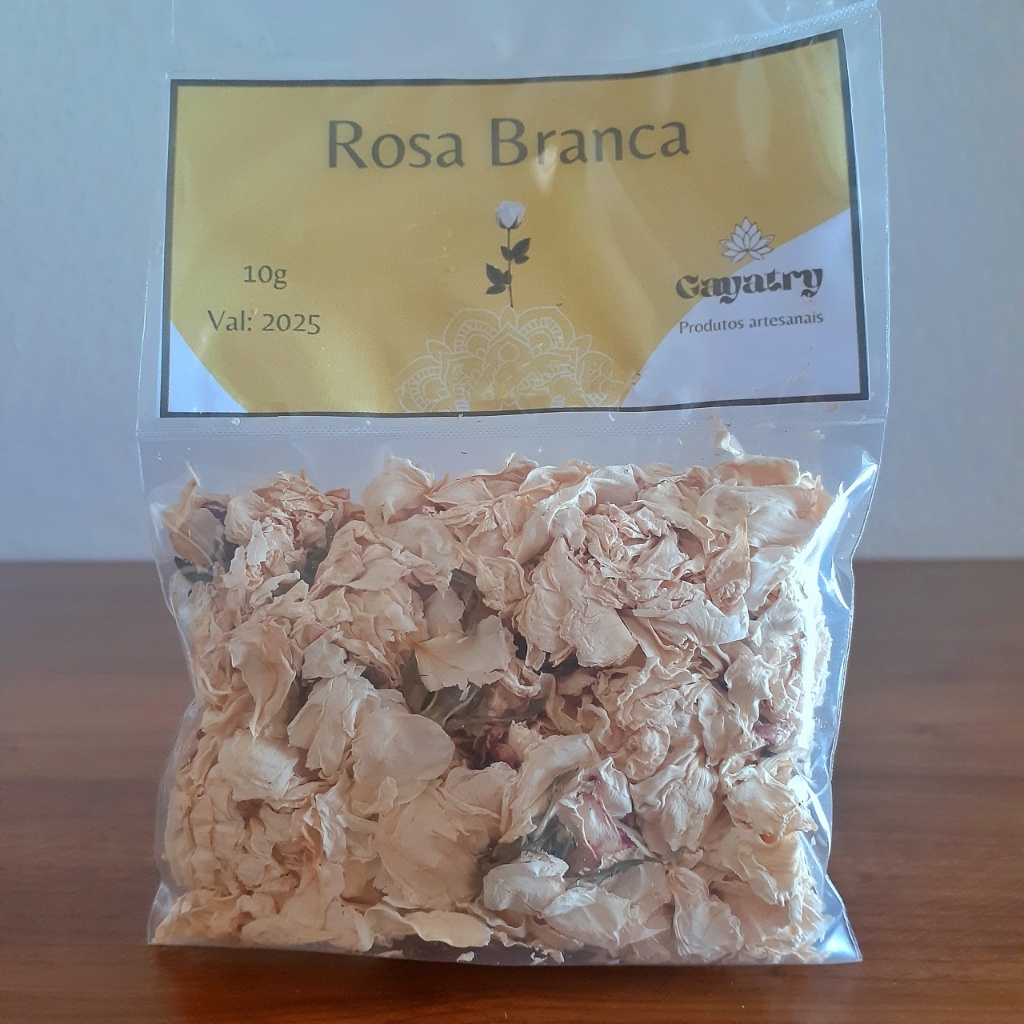 Rosa Branca
10g
Val: 2025
Gayatry
Produtos artesanais